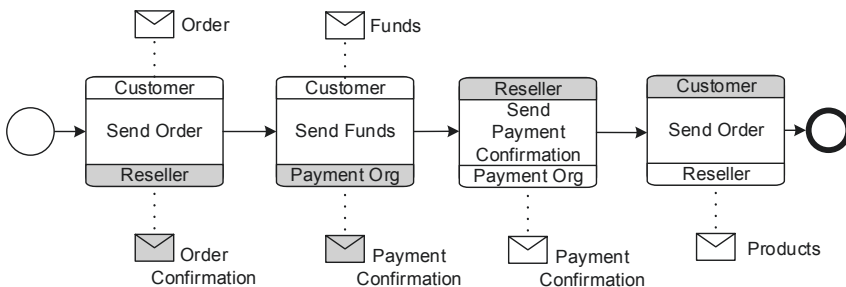 Order
Funds
Customer
Send Order
Reseller
Customer
Send Funds
Payment Org
Reseller
Send
Payment
Confirmation
Payment Org
Customer
Send Order
Reseller
Order
Confirmation
Payment
Confirmation
Payment
Confirmation
Products